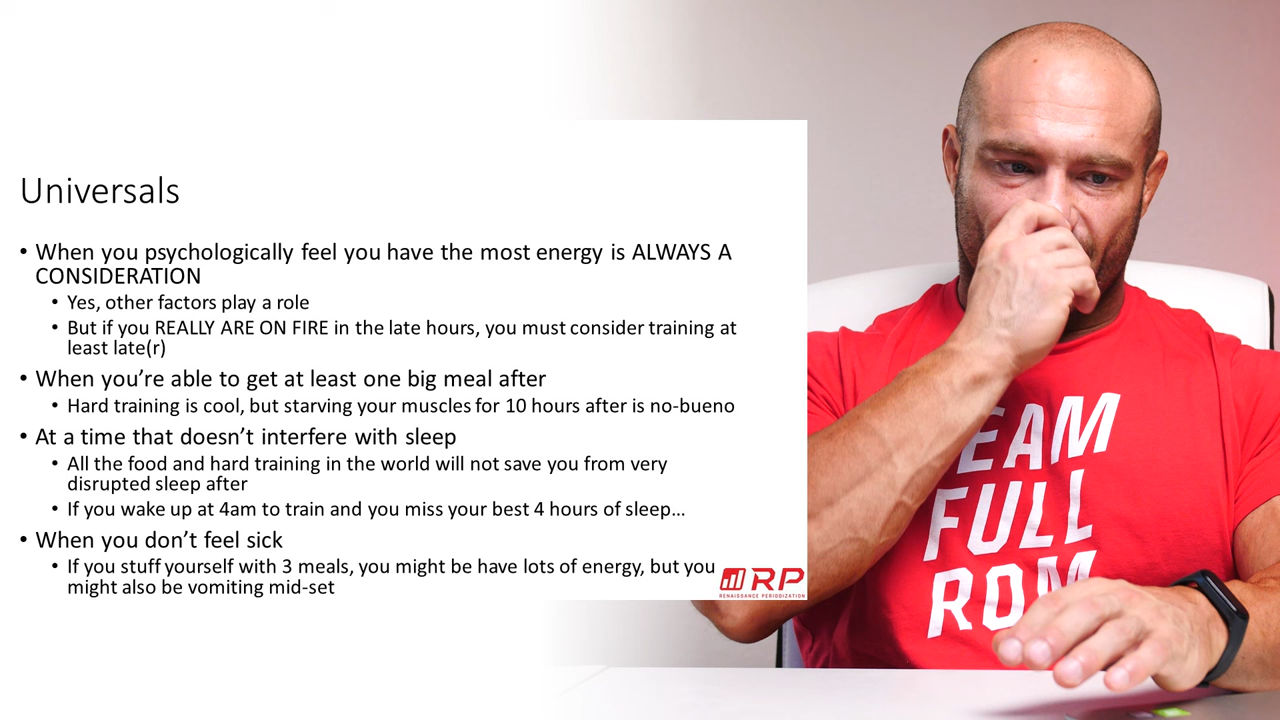 Universals
• When you psychologically feel you have the most energy is ALWAYS A
CONSIDERATION
• Yes, other factors play a role
• But if you REALLY ARE ON FIRE in the late hours, you must consider training at
least late(r)
• When you're able to get at least one big meal after
• Hard training is cool, but starving your muscles for 10 hours after is no-bueno
• At a time that doesn't interfere with sleep
• All the food and hard training in the world will not save you from very
disrupted sleep after
• If you wake up at 4am to train and you miss your best 4 hours of sleep...
• When you don't feel sick
• If you stuff yourself with 3 meals, you might be have lots of energy, but you
might also be vomiting mid-set
RP
RENAISSANCE PERIODIZATION
EAM
FULL
ROM